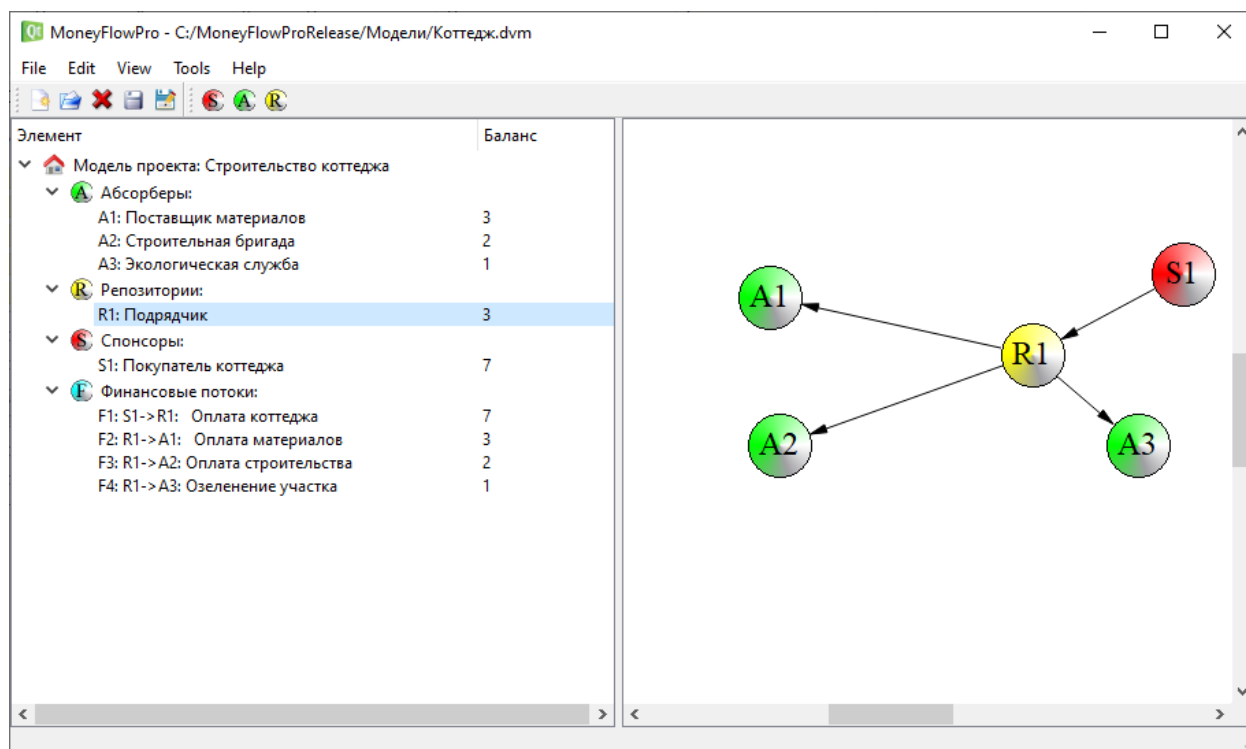 MoneyFlowPro - C:/MoneyFlowProRelease/Модели/Коттедж.dvm
File Edit View Tools Help
S A R
Элемент Баланс
Модель проекта: Строительство коттеджа
A Абсорберы:
A1: Поставщик материалов 3
A2: Строительная бригада 2
A3: Экологическая служба 1
R Репозитории:
R1: Подрядчик 3
S Спонсоры:
S1: Покупатель коттеджа 7
F Финансовые потоки:
F1: S1->R1: Оплата коттеджа 7
F2: R1->A1: Оплата материалов 3
F3: R1->A2: Оплата строительства 2
F4: R1->A3: Озеленение участка 1
S1
A1
R1
A2
A3